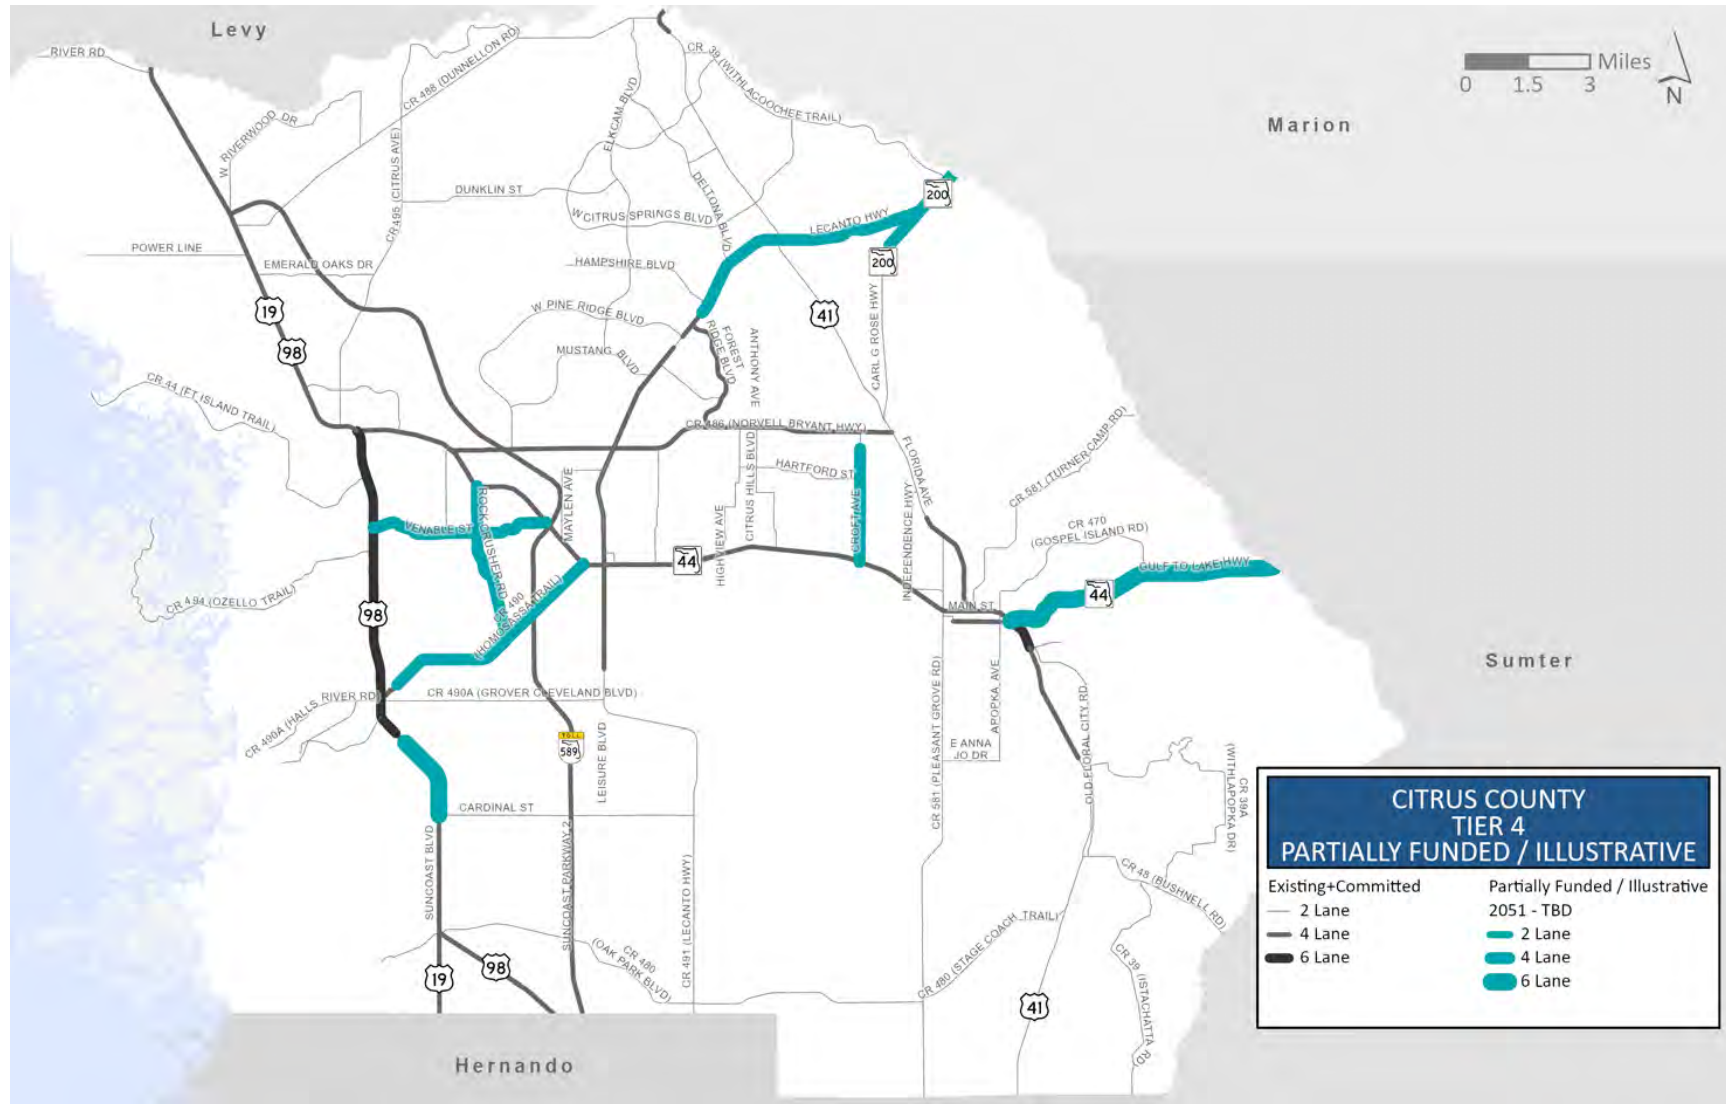 Levy
RIVER RD
CR 39 (WITHLACOOCHEE TRAIL)
Miles
0 1.5 3
N
CR 488 (DUNNELLON RD)
ELKCAM BLVD
Marion
W RIVERWOOD DR
CR 495 (CITRUS AVE)
DUNKLIN ST
DELTONA BLVD
200
W CITRUS SPRINGS BLVD
LECANTO HWY
POWER LINE
EMERALD OAKS DR
HAMPSHIRE BLVD
200
19
W PINE RIDGE BLVD
41
CARL G ROSE HWY
98
MUSTANG BLVD
FOREST
RIDGE BLVD
ANTHONY AVE
CR 44 (FT ISLAND TRAIL)
CR 486 (NORVELL BRYANT HWY)
FLORIDA AVE
CR 581 (TURNER CAMP RD)
CITRUS HILLS BLVD
HARTFORD ST
MAYLEN AVE
ROCK CRUSHER RD
VENABLE ST
CROFT AVE
INDEPENDENCE HWY
HIGHVIEW AVE
CR 470
(GOSPEL ISLAND RD)
44
GULF TO LAKE HWY
44
CR 494 (OZELLO TRAIL)
CR 490
(HOMOSASSA TRAIL)
98
MAIN ST
Sumter
CR 490A (HALLS RIVER RD)
CR 490A (GROVER CLEVELAND BLVD)
CR 581 (PLEASANT GROVE RD)
APOPKA AVE
OLD FLORAL CITY RD
TOLL
589
LEISURE BLVD
E ANNA
JO DR
CR 39A
(WITHLAPOPKA DR)
CARDINAL ST
SUNCOAST BLVD
SUNCOAST PARKWAY 2
CR 491 (LECANTO HWY)
CR 48 (BUSHNELL RD)
CR 480
(OAK PARK BLVD)
CR 480 (STAGE COACH TRAIL)
CR 39 (ISTACHATTA RD)
19
98
41
Hernando
CITRUS COUNTY
TIER 4
PARTIALLY FUNDED / ILLUSTRATIVE
Existing+Committed
2 Lane
4 Lane
6 Lane
Partially Funded / Illustrative
2051 - TBD
2 Lane
4 Lane
6 Lane